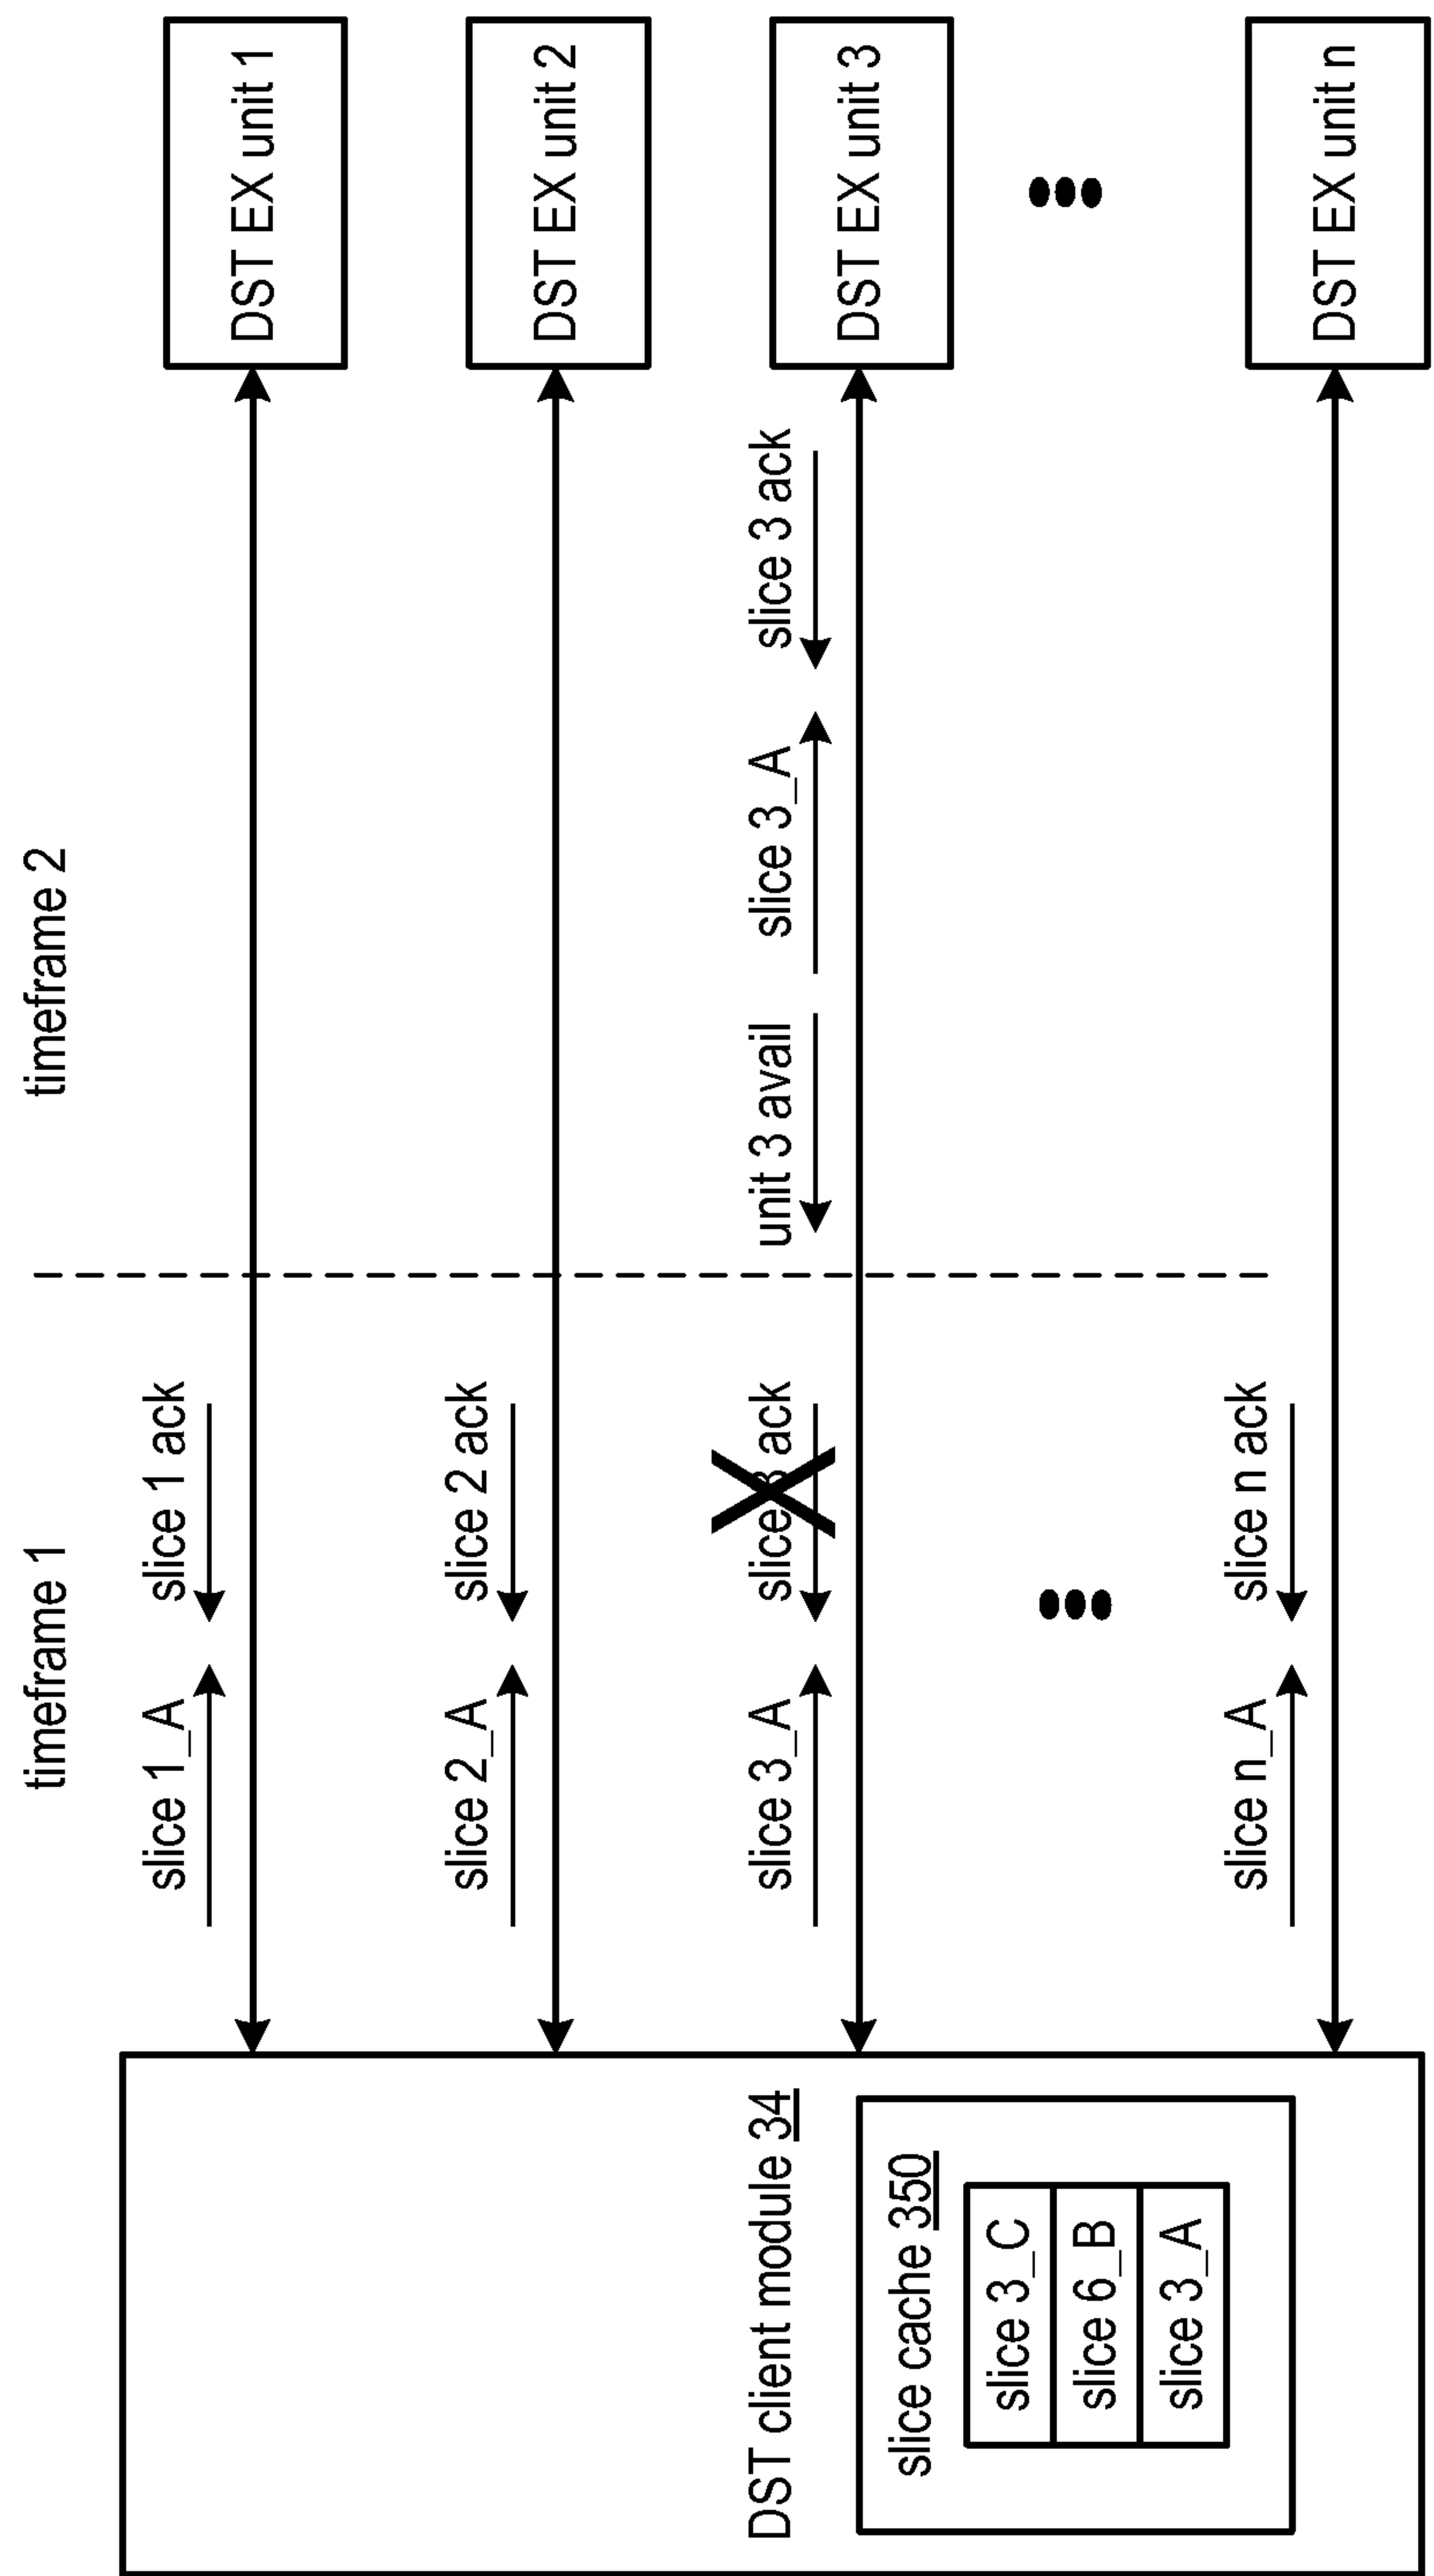 timeframe 1
timeframe 2
slice 1_A
slice 1 ack
DST EX unit 1
slice 2_A
slice 2 ack
DST EX unit 2
DST client module 34
slice 3_A
slice 3 ack
unit 3 avail
slice 3_A
slice 3 ack
DST EX unit 3
slice cache 350
slice 3_C
slice 6_B
slice 3_A
slice n_A
slice n ack
DST EX unit n